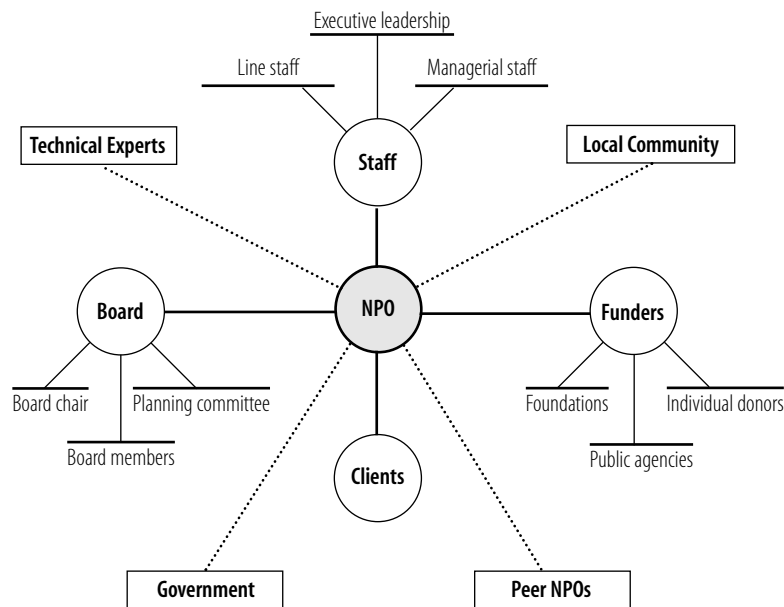 Executive leadership
Line staff
Managerial staff
Technical Experts
Local Community
Staff
Board
NPO
Funders
Board chair
Planning committee
Foundations
Individual donors
Board members
Public agencies
Clients
Government
Peer NPOs